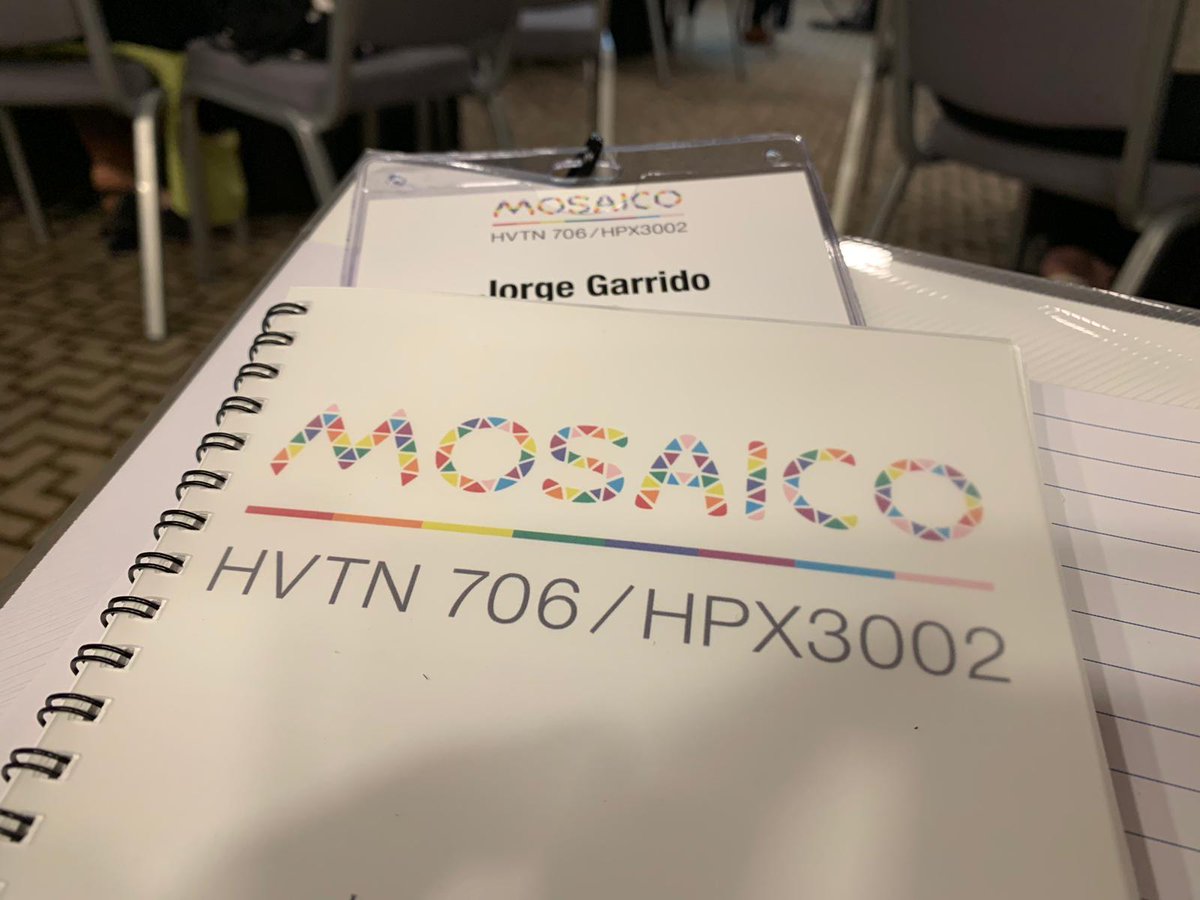 MOSAICO
HVTN 706/HPX3002
Jorge Garrido
MOSAICO
HVTN 706/HPX3002